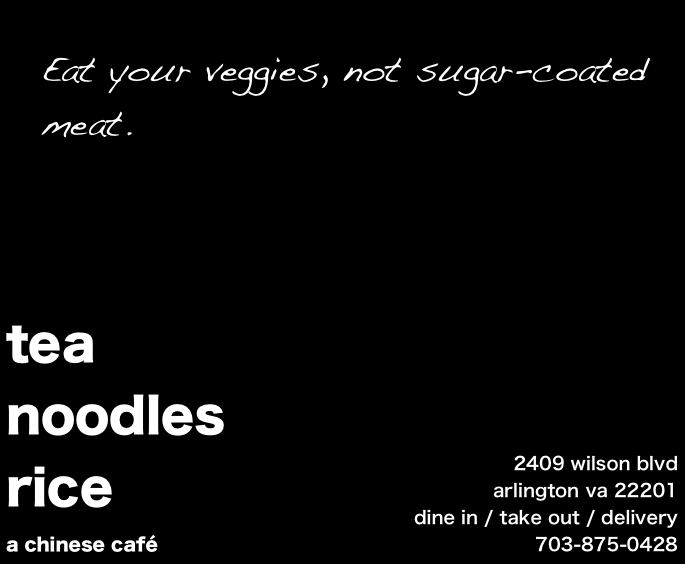 Eat your veggies, not sugar-coated
meat.
tea
noodles
rice
a chinese café
2409 wilson blvd
arlington va 22201
dine in / take out / delivery
703-875-0428